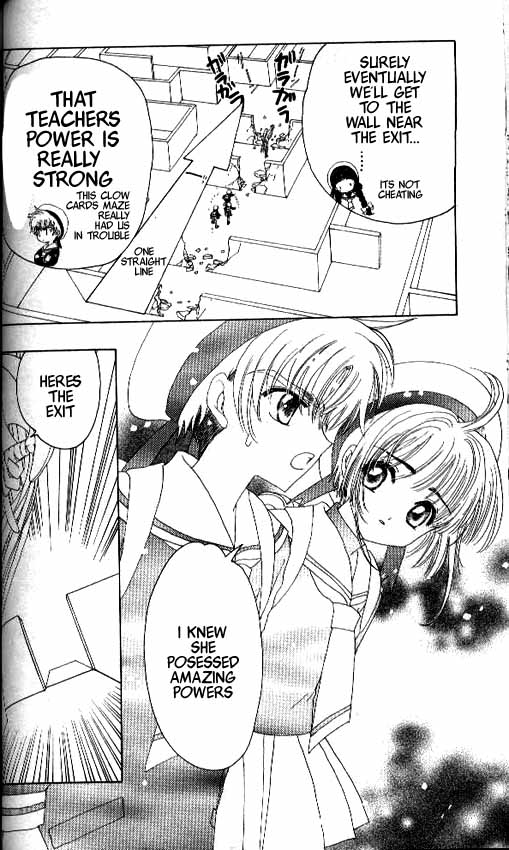 SURELY
EVENTUALLY
WE'LL GET
TO THE
WALL NEAR
THE EXIT...
ITS NOT
CHEATING
ガラガラ
ガラガラ
THAT
TEACHERS
POWER IS
REALLY
STRONG
THIS CLOW
CARDS MAZE
REALLY
HAD US
IN TROUBLE
ONE
STRAIGHT
LINE
I KNEW
SHE
POSESSED
AMAZING
POWERS
HERES
THE
EXIT